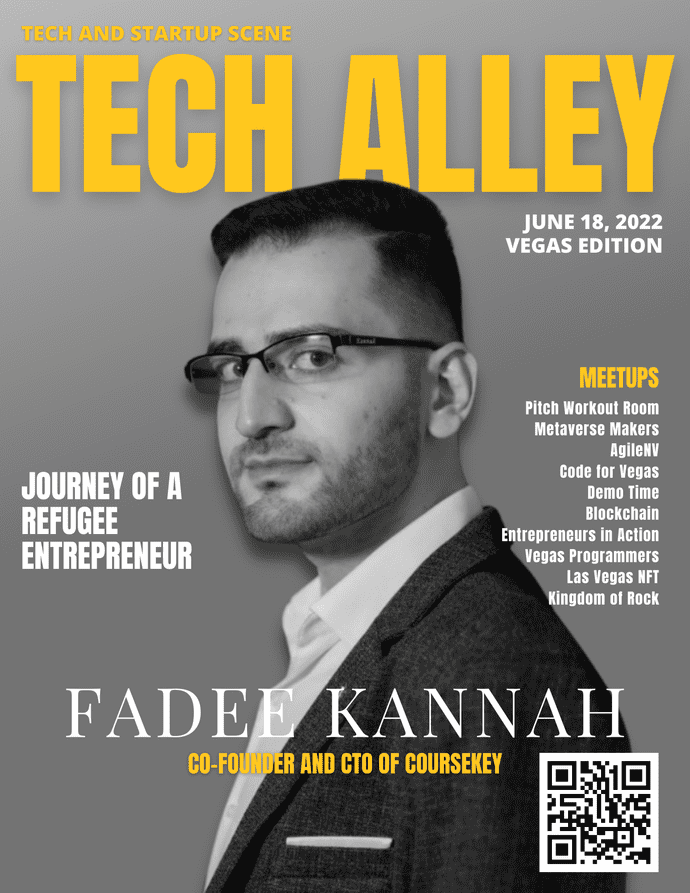 TECH AND STARTUP SCENE
TECH ALLEY
JUNE 18, 2022
VEGAS EDITION
MEETUPS
Pitch Workout Room
Metaverse Makers
AgileNV
Code for Vegas
Demo Time
Blockchain
Entrepreneurs in Action
Vegas Programmers
Las Vegas NFT
Kingdom of Rock
JOURNEY OF A
REFUGEE
ENTREPRENEUR
Kannah
FADEE KANNAH
CO-FOUNDER AND CTO OF COURSEKEY